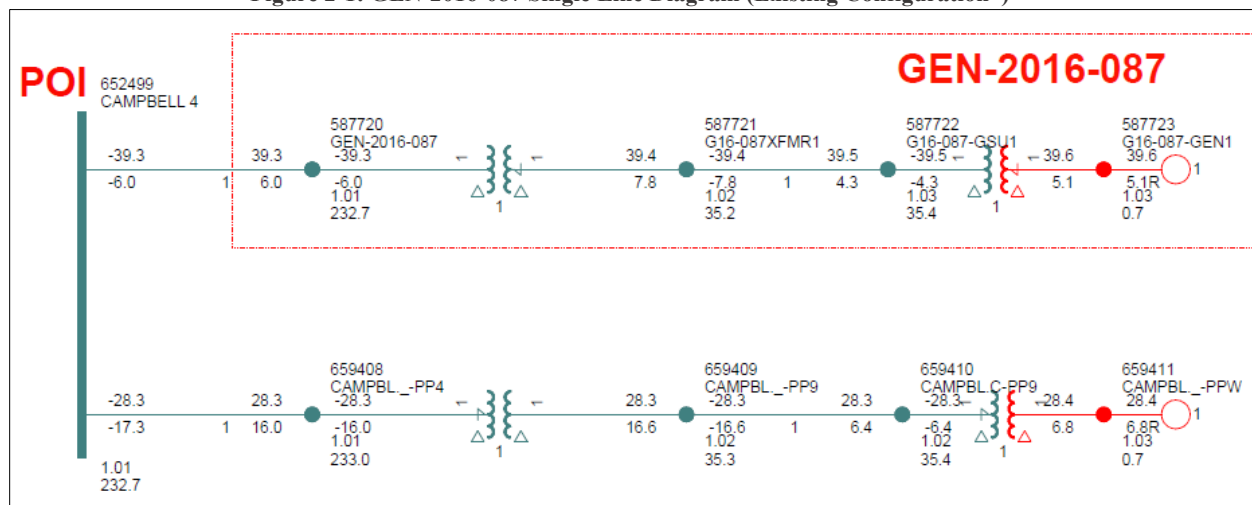 GEN-2016-087
POI
652499
CAMPBELL 4
587720
GEN-2016-087
587721
G16-087XFMR1
587722
G16-087-GSU1
587723
G16-087-GEN1
-39.3 39.3 -39.3 39.4 -39.4 39.5 -39.5 39.6 39.6
-6.0 1 6.0 -6.0 7.8 -7.8 1 4.3 -4.3 5.1 5.1R 1
1.01 1.02 1.03 1.03
232.7 1 35.2 35.4 1 0.7
659408
CAMPBL._-PP4
659409
CAMPBL._-PP9
659410
CAMPBL.C-PP9
659411
CAMPBL._-PPW
-28.3 28.3 -28.3 28.3 -28.3 28.3 -28.3 28.4 28.4
-17.3 1 16.0 -16.0 16.6 -16.6 1 6.4 -6.4 6.8 6.8R 1
1.01 1.02 1.02 1.03
233.0 1 35.3 35.4 1 0.7
1.01
232.7